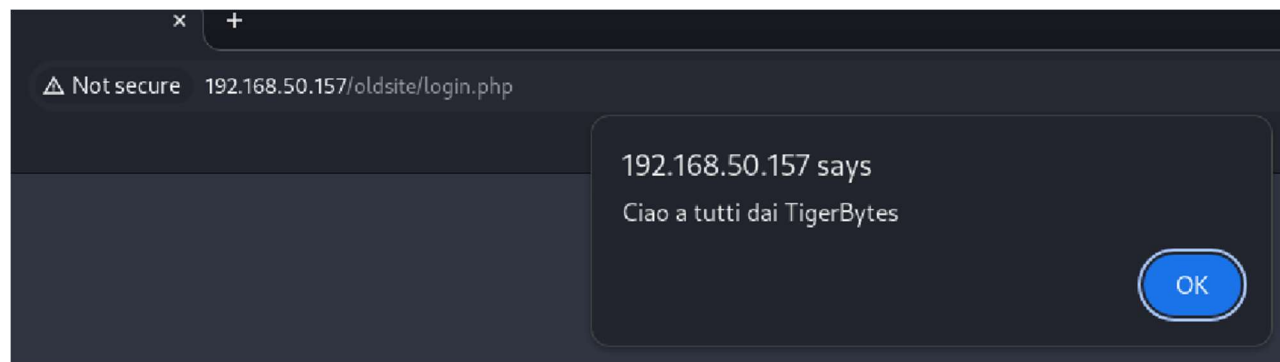 × +
Not secure 192.168.50.157/oldsite/login.php
192.168.50.157 says
Ciao a tutti dai TigerBytes
OK